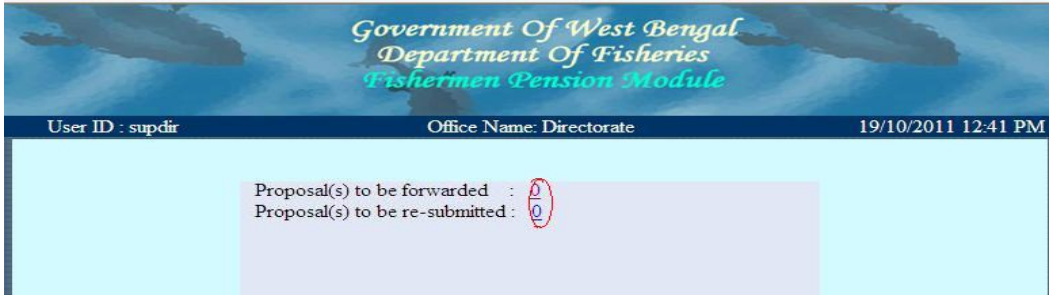 Government Of West Bengal
Department Of Fisheries
Fishermen Pension Module
User ID : supdir Office Name: Directorate 19/10/2011 12:41 PM
Proposal(s) to be forwarded : 0
Proposal(s) to be re-submitted : 0